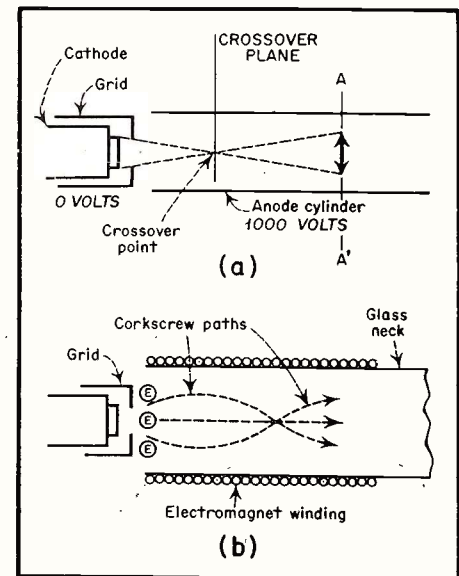 CROSSOVER
PLANE
Cathode
Grid
A
0 VOLTS
Anode cylinder
1000 VOLTS
Crossover
point
A'
(a)
Glass
neck
Corkscrew paths
Grid
E
E
E
Electromagnet winding
(b)